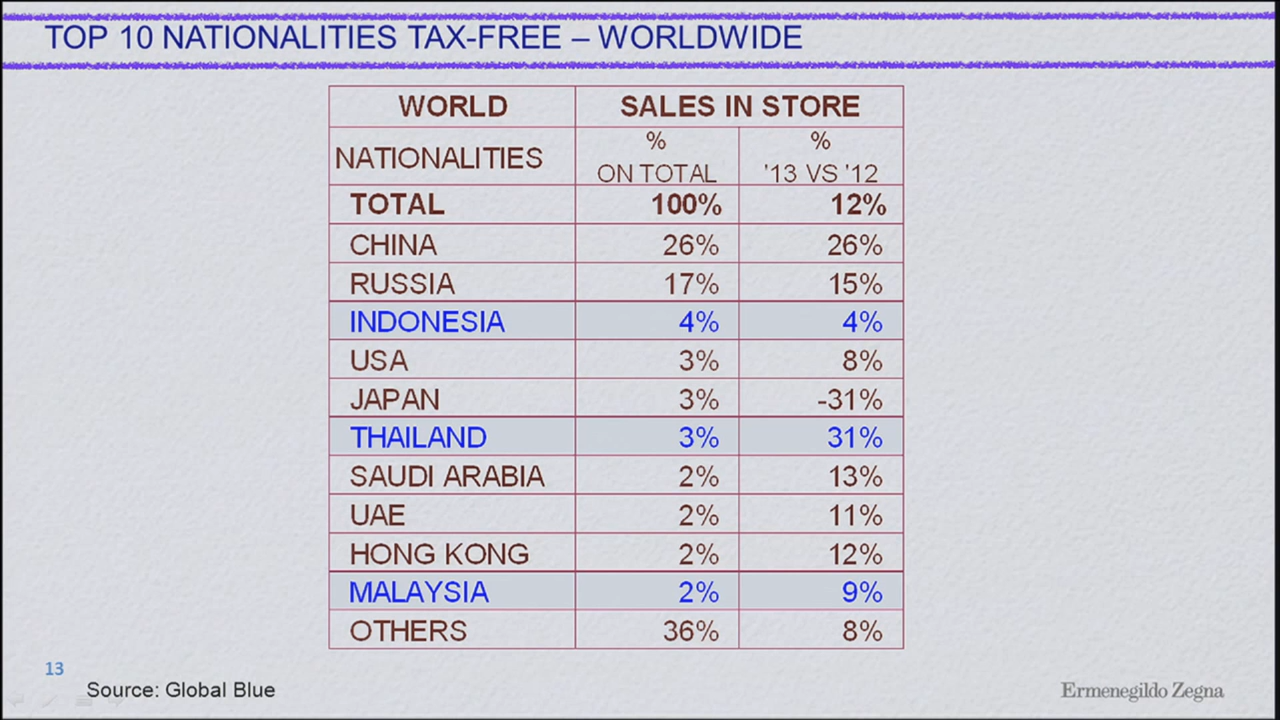 TOP 10 NATIONALITIES TAX-FREE – WORLDWIDE
WORLD SALES IN STORE
NATIONALITIES % ON TOTAL % '13 VS '12
TOTAL 100% 12%
CHINA 26% 26%
RUSSIA 17% 15%
INDONESIA 4% 4%
USA 3% 8%
JAPAN 3% -31%
THAILAND 3% 31%
SAUDI ARABIA 2% 13%
UAE 2% 11%
HONG KONG 2% 12%
MALAYSIA 2% 9%
OTHERS 36% 8%
13
Source: Global Blue
Ermenegildo Zegna